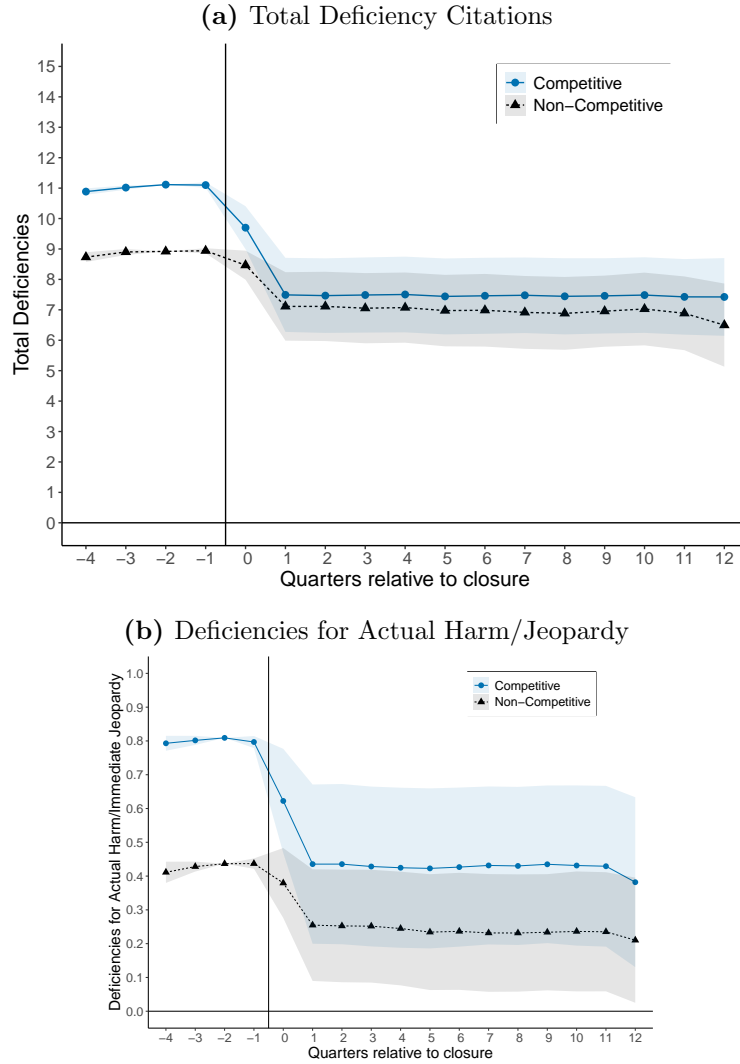 (a) Total Deficiency Citations
15
14
13
12
11
10
9
8
7
6
5
4
3
2
1
0
Total Deficiencies
Competitive
Non−Competitive
−4 −3 −2 −1 0 1 2 3 4 5 6 7 8 9 10 11 12
Quarters relative to closure
(b) Deficiencies for Actual Harm/Jeopardy
1.0
0.9
0.8
0.7
0.6
0.5
0.4
0.3
0.2
0.1
0.0
Deficiencies for Actual Harm/Immediate Jeopardy
Competitive
Non−Competitive
−4 −3 −2 −1 0 1 2 3 4 5 6 7 8 9 10 11 12
Quarters relative to closure